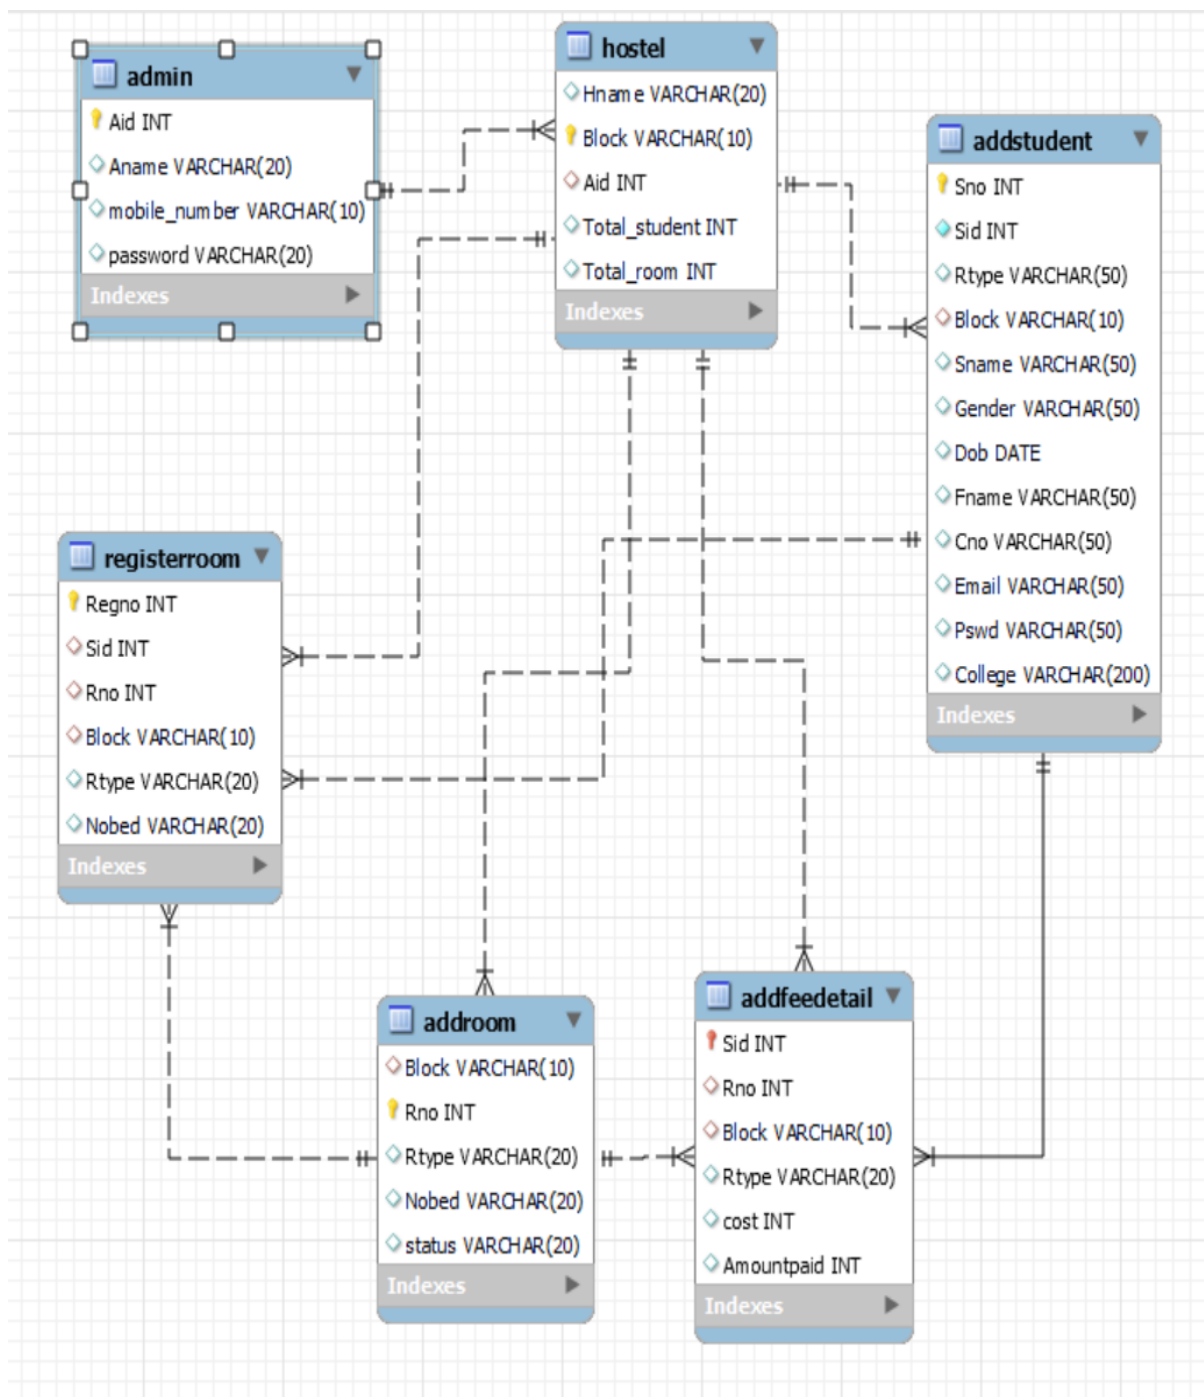 admin
Aid INT
Aname VARCHAR(20)
mobile_number VARCHAR(10)
password VARCHAR(20)
Indexes
hostel
Hname VARCHAR(20)
Block VARCHAR(10)
Aid INT
Total_student INT
Total_room INT
Indexes
addstudent
Sno INT
Sid INT
Rtype VARCHAR(50)
Block VARCHAR(10)
Sname VARCHAR(50)
Gender VARCHAR(50)
Dob DATE
Fname VARCHAR(50)
Cno VARCHAR(50)
Email VARCHAR(50)
Pswd VARCHAR(50)
College VARCHAR(200)
Indexes
registerroom
Regno INT
Sid INT
Rno INT
Block VARCHAR(10)
Rtype VARCHAR(20)
Nobed VARCHAR(20)
Indexes
addroom
Block VARCHAR(10)
Rno INT
Rtype VARCHAR(20)
Nobed VARCHAR(20)
status VARCHAR(20)
Indexes
addfeedetail
Sid INT
Rno INT
Block VARCHAR(10)
Rtype VARCHAR(20)
cost INT
Amountpaid INT
Indexes